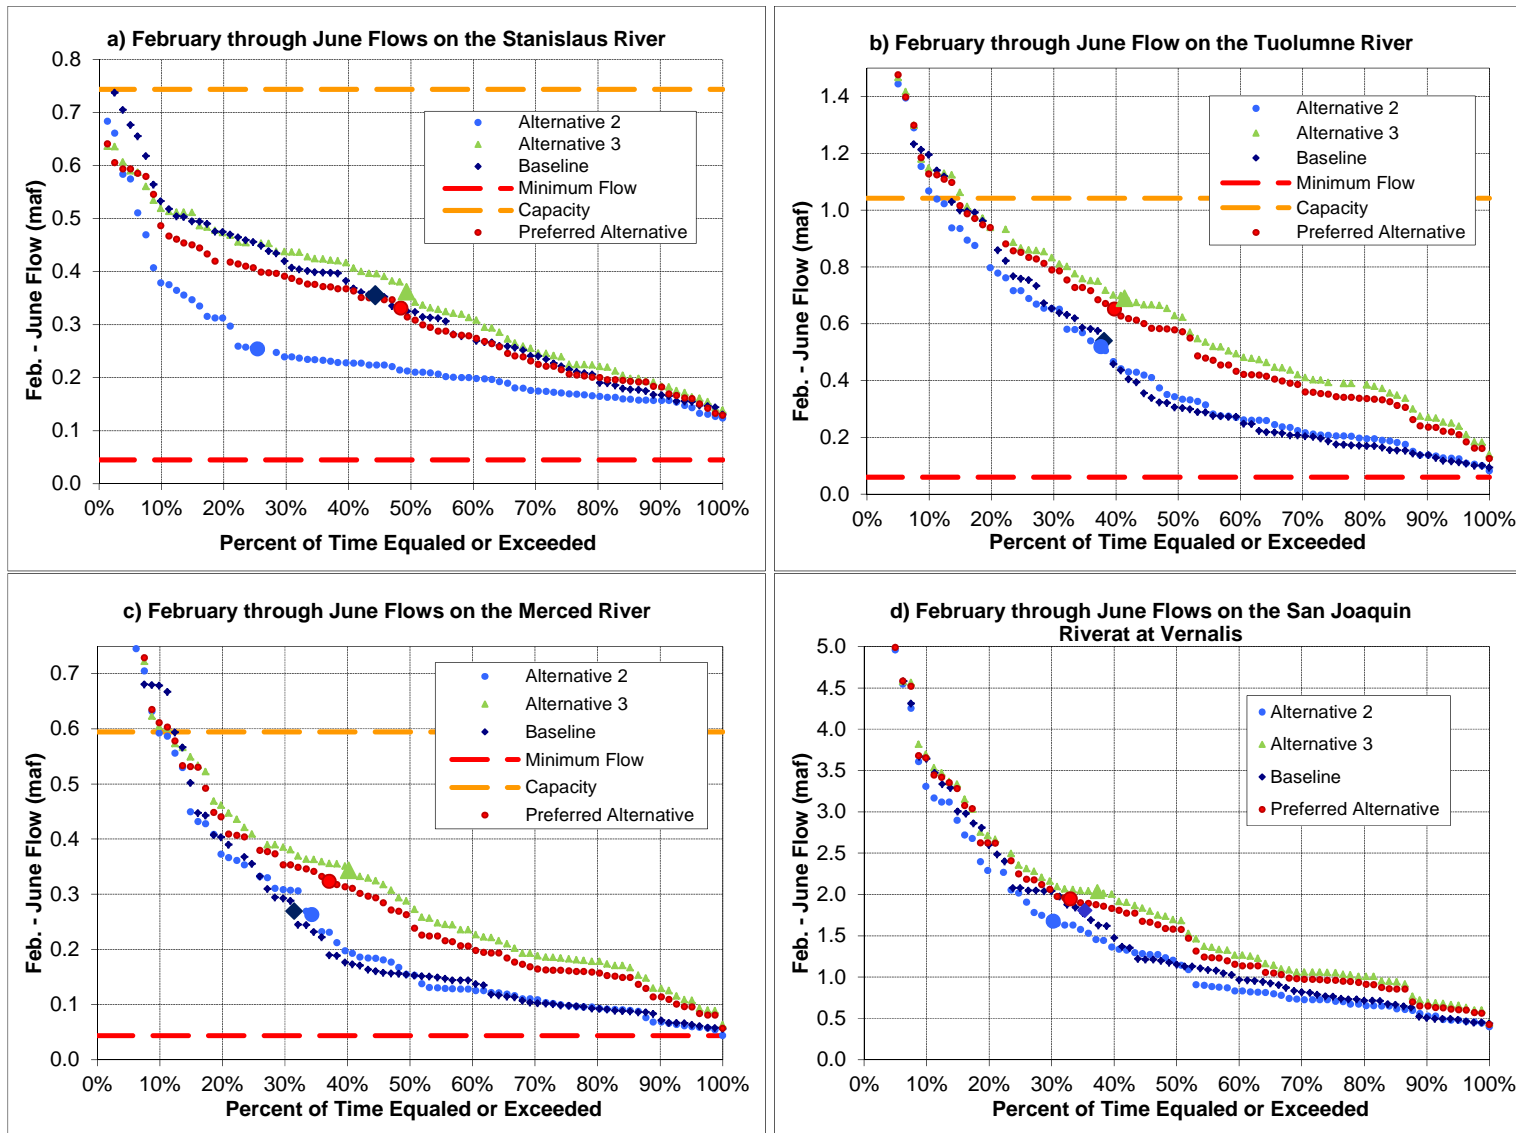 a) February through June Flows on the Stanislaus River
0.8
0.7
0.6
0.5
0.4
0.3
0.2
0.1
0.0
Feb. - June Flow (maf)
Alternative 2
Alternative 3
Baseline
Minimum Flow
Capacity
Preferred Alternative
0% 10% 20% 30% 40% 50% 60% 70% 80% 90% 100%
Percent of Time Equaled or Exceeded
b) February through June Flow on the Tuolumne River
1.4
1.2
1.0
0.8
0.6
0.4
0.2
0.0
Feb. - June Flow (maf)
Alternative 2
Alternative 3
Baseline
Minimum Flow
Capacity
Preferred Alternative
0% 10% 20% 30% 40% 50% 60% 70% 80% 90% 100%
Percent of Time Equaled or Exceeded
c) February through June Flows on the Merced River
0.7
0.6
0.5
0.4
0.3
0.2
0.1
0.0
Feb. - June Flow (maf)
Alternative 2
Alternative 3
Baseline
Minimum Flow
Capacity
Preferred Alternative
0% 10% 20% 30% 40% 50% 60% 70% 80% 90% 100%
Percent of Time Equaled or Exceeded
d) February through June Flows on the San Joaquin
Riverat at Vernalis
5.0
4.5
4.0
3.5
3.0
2.5
2.0
1.5
1.0
0.5
0.0
Feb. - June Flow (maf)
Alternative 2
Alternative 3
Baseline
Preferred Alternative
0% 10% 20% 30% 40% 50% 60% 70% 80% 90% 100%
Percent of Time Equaled or Exceeded